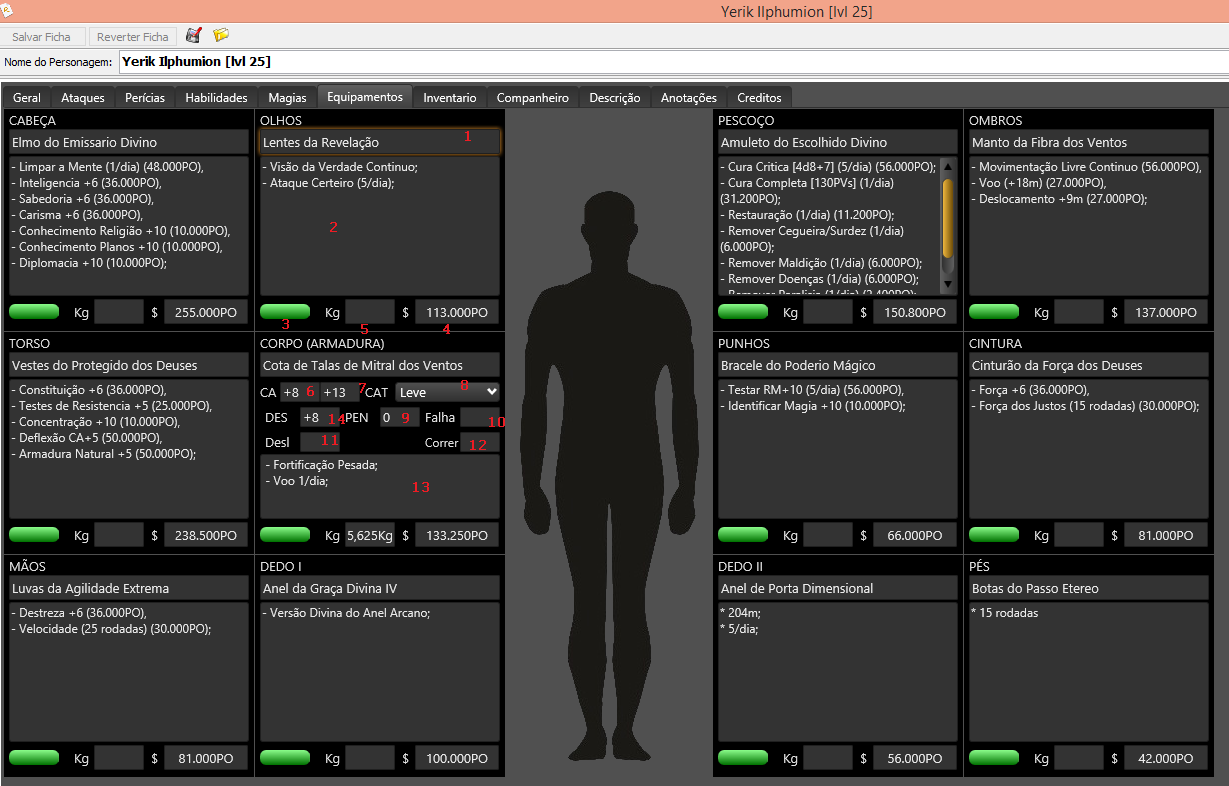 Yerik Ilphumion [lvl 25]
Salvar Ficha Reverter Ficha
Nome do Personagem: Yerik Ilphumion [lvl 25]
Geral Ataques Perícias Habilidades Magias Equipamentos Inventario Companheiro Descrição Anotações Creditos
CABEÇA
Elmo do Emissario Divino
- Limpar a Mente (1/dia) (48.000PO),
- Inteligencia +6 (36.000PO),
- Sabedoria +6 (36.000PO),
- Carisma +6 (36.000PO),
- Conhecimento Religião +10 (10.000PO),
- Conhecimento Planos +10 (10.000PO),
- Diplomacia +10 (10.000PO);
Kg $ 255.000PO
OLHOS
Lentes da Revelação 1
- Visão da Verdade Continuo;
- Ataque Certeiro (5/dia);
2
Kg $ 113.000PO
3 5 4
PESCOÇO
Amuleto do Escolhido Divino
- Cura Critica [4d8+7] (5/dia) (56.000PO);
- Cura Completa [130PVs] (1/dia)
(31.200PO);
- Restauração (1/dia) (11.200PO);
- Remover Cegueira/Surdez (1/dia)
(6.000PO);
- Remover Maldição (1/dia) (6.000PO);
- Remover Doenças (1/dia) (6.000PO);
- Remover Paralisia (1/dia) (2.400PO);
Kg $ 150.800PO
OMBROS
Manto da Fibra dos Ventos
- Movimentação Livre Continuo (56.000PO),
- Voo (+18m) (27.000PO),
- Deslocamento +9m (27.000PO);
Kg $ 137.000PO
TORSO
Vestes do Protegido dos Deuses
- Constituição +6 (36.000PO),
- Testes de Resistencia +5 (25.000PO),
- Concentração +10 (10.000PO),
- Deflexão CA+5 (50.000PO),
- Armadura Natural +5 (50.000PO);
Kg $ 238.500PO
CORPO (ARMADURA)
Cota de Talas de Mitral dos Ventos
CA +8 6 +13 7 CAT Leve 8
DES +8 14 PEN 0 9 Falha 10
Desl 11 Correr 12
- Fortificação Pesada;
- Voo 1/dia;
13
Kg 5,625Kg $ 133.250PO
PUNHOS
Bracele do Poderio Mágico
- Testar RM+10 (5/dia) (56.000PO),
- Identificar Magia +10 (10.000PO);
Kg $ 66.000PO
CINTURA
Cinturão da Força dos Deuses
- Força +6 (36.000PO),
- Força dos Justos (15 rodadas) (30.000PO);
Kg $ 81.000PO
MÃOS
Luvas da Agilidade Extrema
- Destreza +6 (36.000PO),
- Velocidade (25 rodadas) (30.000PO);
Kg $ 81.000PO
DEDO I
Anel da Graça Divina IV
- Versão Divina do Anel Arcano;
Kg $ 100.000PO
DEDO II
Anel de Porta Dimensional
* 204m;
* 5/dia;
Kg $ 56.000PO
PÉS
Botas do Passo Etereo
* 15 rodadas
Kg $ 42.000PO